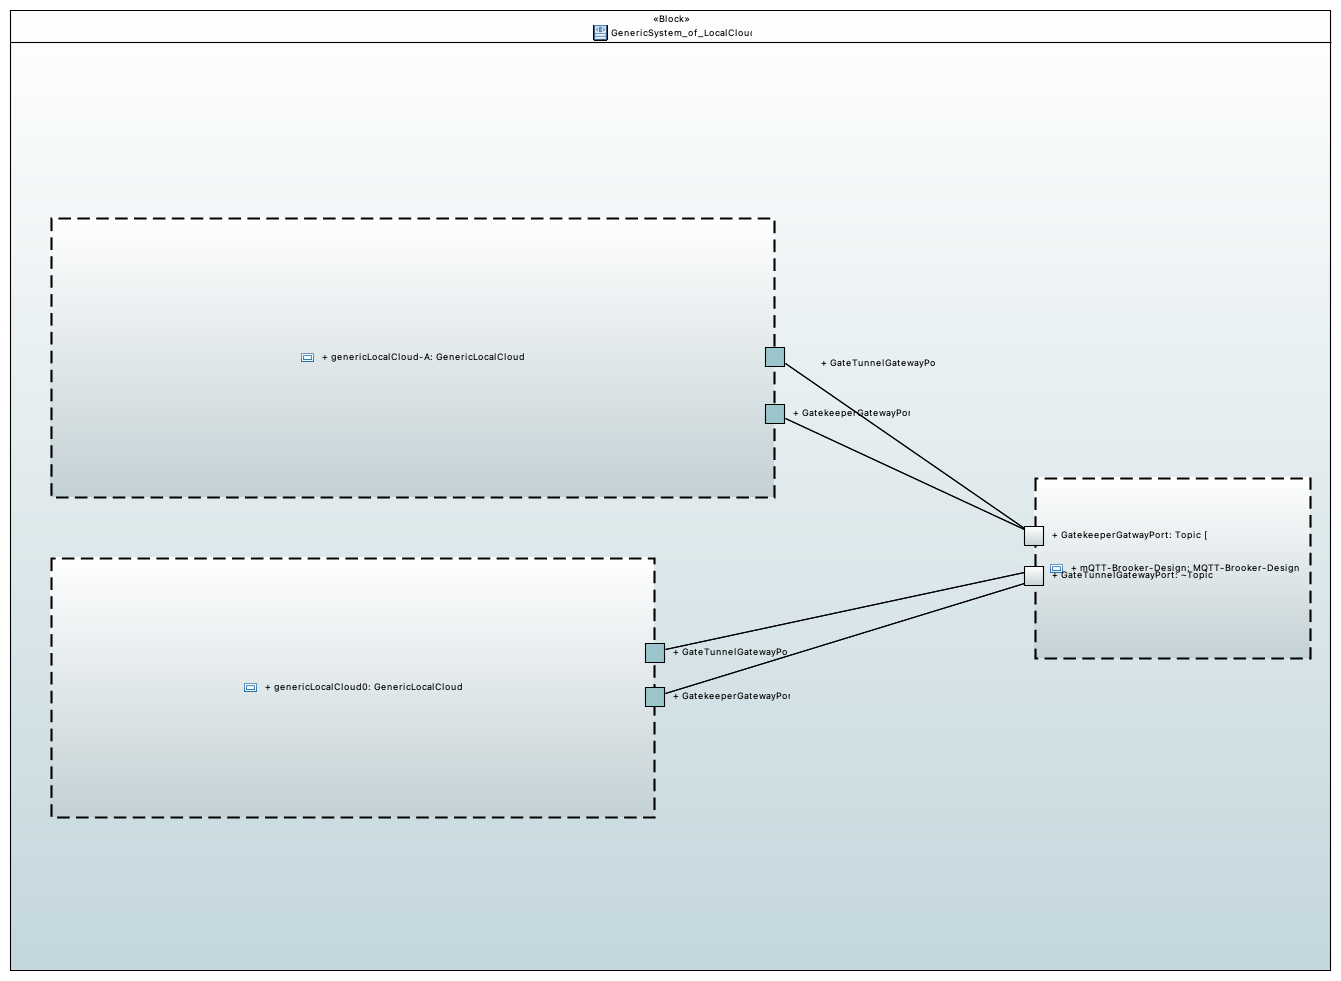 «Block»
GenericSystem_of_LocalClou
+ genericLocalCloud-A: GenericLocalCloud
+ GateTunnelGatewayPo
+ GatekeeperGatewayPor
+ GatekeeperGatwayPort: Topic [
+ mQTT-Brooker-Design: MQTT-Brooker-Design
+ GateTunnelGatewayPort: ~Topic
+ GateTunnelGatewayPo
+ genericLocalCloud0: GenericLocalCloud
+ GatekeeperGatewayPor